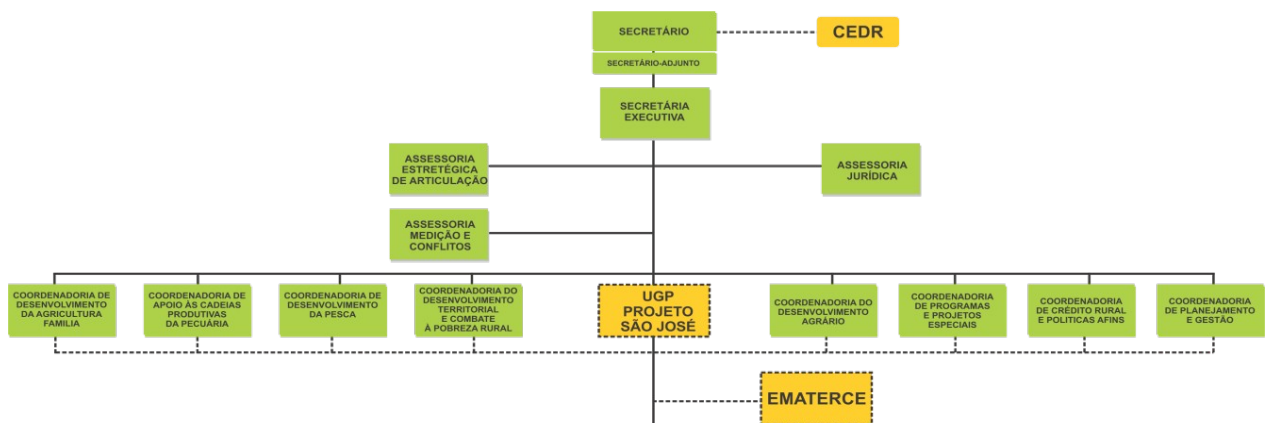 SECRETÁRIO
CEDR
SECRETÁRIO-ADJUNTO
SECRETÁRIA
EXECUTIVA
ASSESSORIA
ESTRETÉGICA
DE ARTICULAÇÃO
ASSESSORIA
JURÍDICA
ASSESSORIA
MEDIÇÃO E
CONFLITOS
COORDENADORIA DE
DESENVOLVIMENTO
DA AGRICULTURA
FAMILIA
COORDENADORIA DE
APOIO ÀS CADEIAS
PRODUTIVAS
DA PECUÁRIA
COORDENADORIA DE
DESENVOLVIMENTO
DA PESCA
COORDENADORIA DO
DESENVOLVIMENTO
TERRITORIAL
E COMBATE
À POBREZA RURAL
UGP
PROJETO
SÃO JOSÉ
COORDENADORIA DO
DESENVOLVIMENTO
AGRÁRIO
COORDENADORIA
DE PROGRAMAS
E PROJETOS
ESPECIAIS
COORDENADORIA
DE CRÉDITO RURAL
E POLITICAS AFINS
COORDENADORIA
DE PLANEJAMENTO
E GESTÃO
EMATERCE